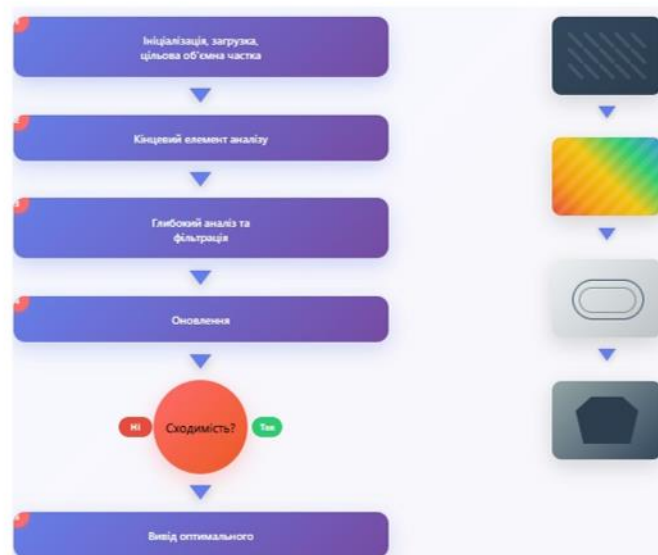 Ініціалізація, загрузка,
цільова об'ємна частка
Кінцевий елемент аналізу
Глибокий аналіз та
фільтрація
Оновлення
Ні
Сходимість?
Так
Вивід оптимального